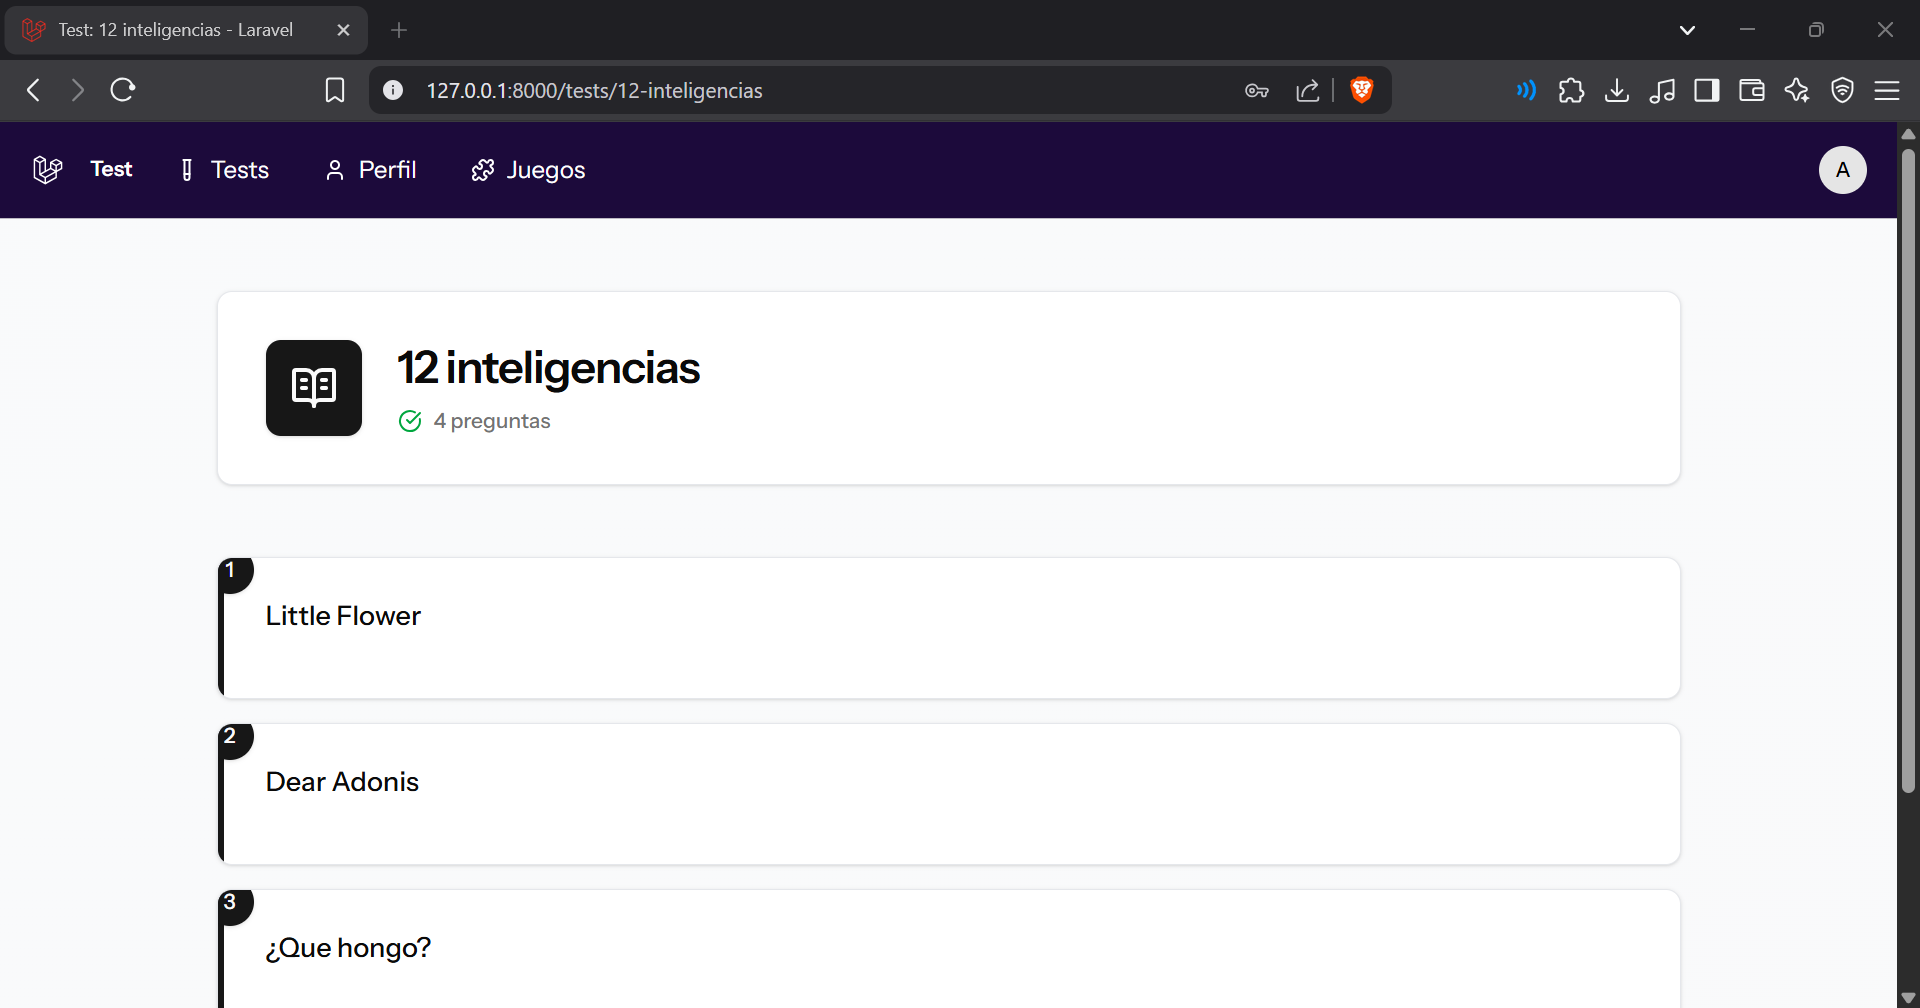 Test: 12 inteligencias - Laravel
127.0.0.1:8000/tests/12-inteligencias
Test Tests Perfil Juegos A
12 inteligencias
4 preguntas
1
Little Flower
2
Dear Adonis
3
¿Que hongo?